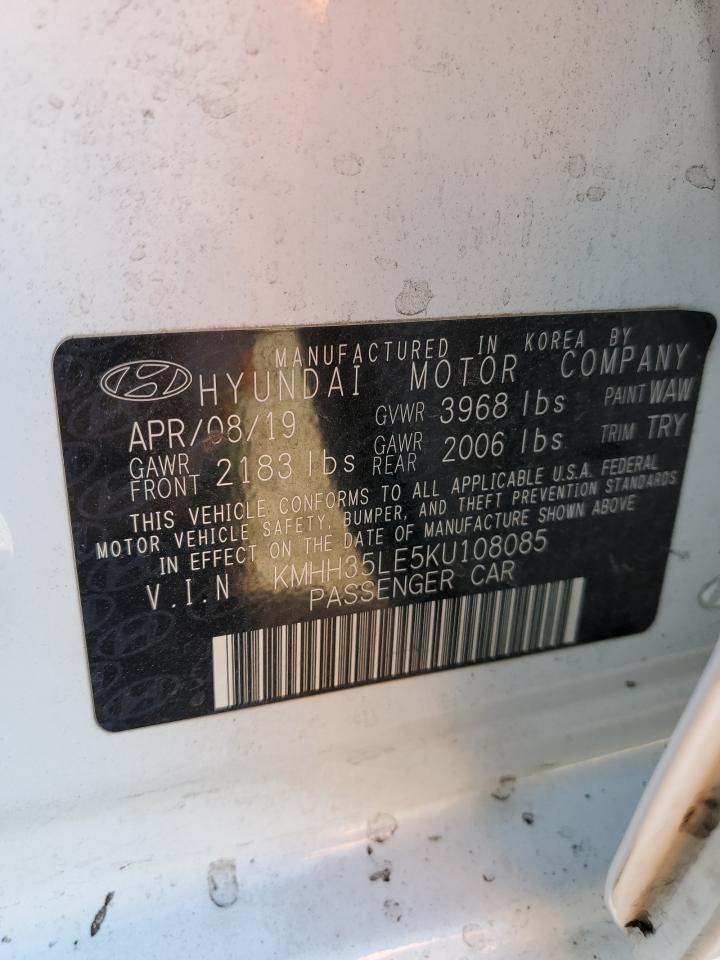 MANUFACTURED IN KOREA BY
HYUNDAI MOTOR COMPANY
APR/08/19 GVWR 3968 lbs PAINT WAW
GAWR FRONT 2183 lbs GAWR REAR 2006 lbs TRIM TRY
THIS VEHICLE CONFORMS TO ALL APPLICABLE U.S.A. FEDERAL
MOTOR VEHICLE SAFETY, BUMPER, AND THEFT PREVENTION STANDARDS
IN EFFECT ON THE DATE OF MANUFACTURE SHOWN ABOVE
V.I.N KMHH35LE5KU108085
PASSENGER CAR